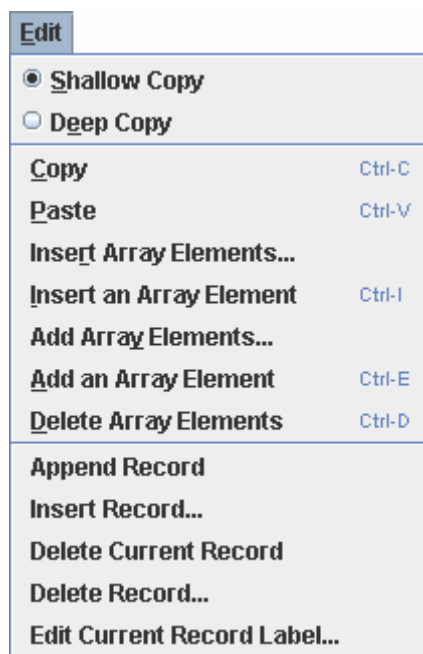 Edit
Shallow Copy
Deep Copy
Copy Ctrl-C
Paste Ctrl-V
Insert Array Elements...
Insert an Array Element Ctrl-I
Add Array Elements...
Add an Array Element Ctrl-E
Delete Array Elements Ctrl-D
Append Record
Insert Record...
Delete Current Record
Delete Record...
Edit Current Record Label...